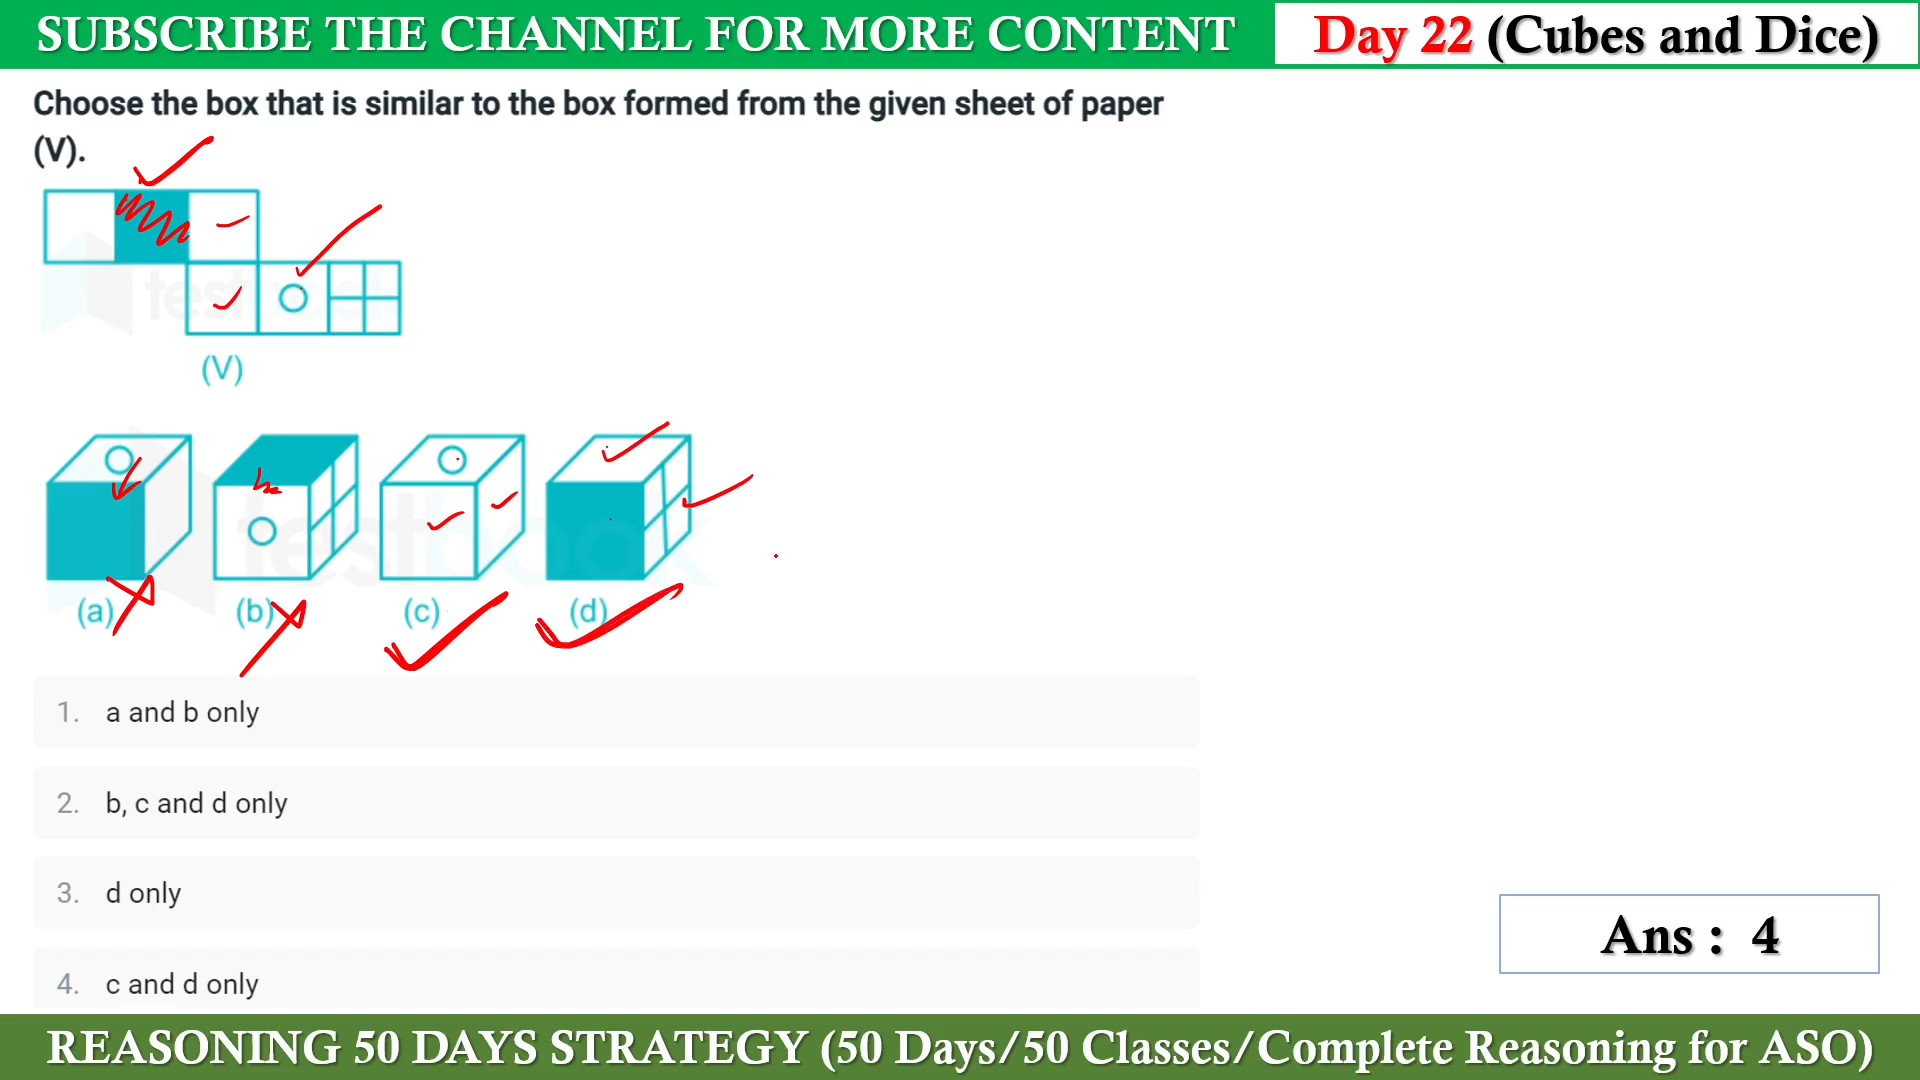 SUBSCRIBE THE CHANNEL FOR MORE CONTENT
Day 22 (Cubes and Dice)
Choose the box that is similar to the box formed from the given sheet of paper
(V).
testbook
(V)
testbook
(a) (b) (c) (d)
1. a and b only
2. b, c and d only
3. d only
4. c and d only
Ans : 4
REASONING 50 DAYS STRATEGY (50 Days/50 Classes/Complete Reasoning for ASO)